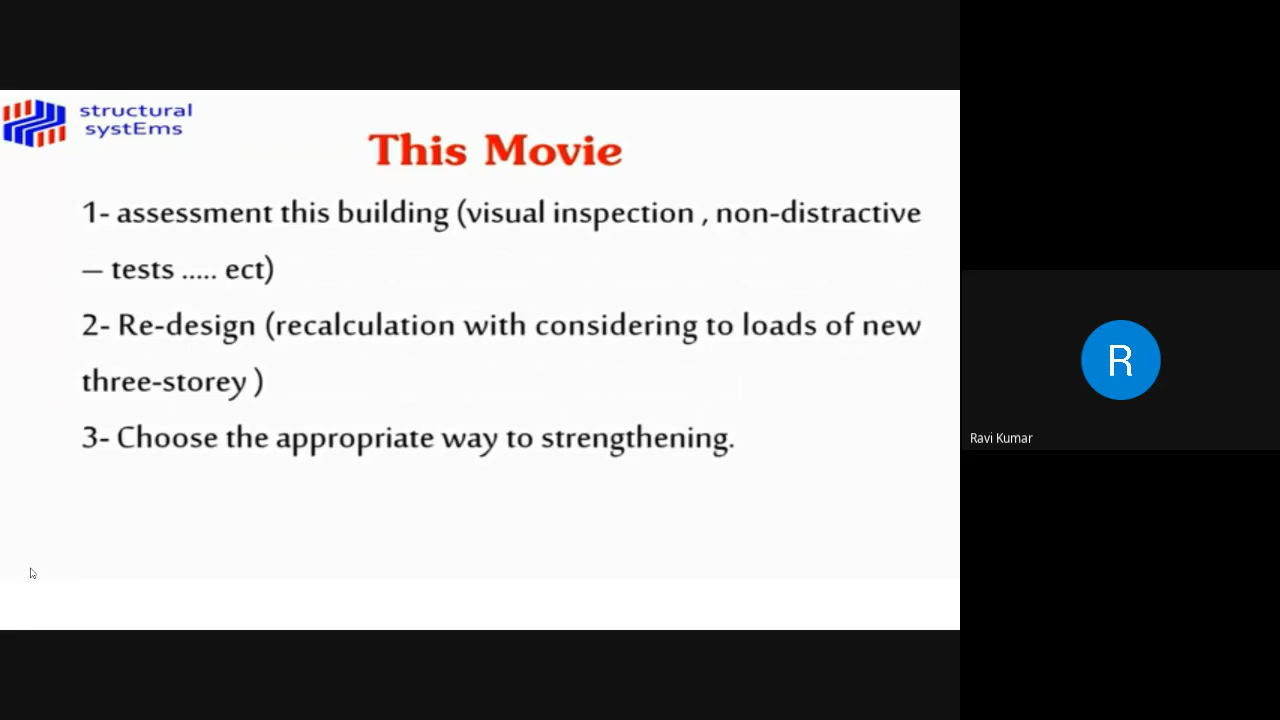 structural
systEms
This Movie
1- assessment this building (visual inspection , non-distractive
– tests ..... ect)
2- Re-design (recalculation with considering to loads of new
three-storey )
3- Choose the appropriate way to strengthening.
R
Ravi Kumar